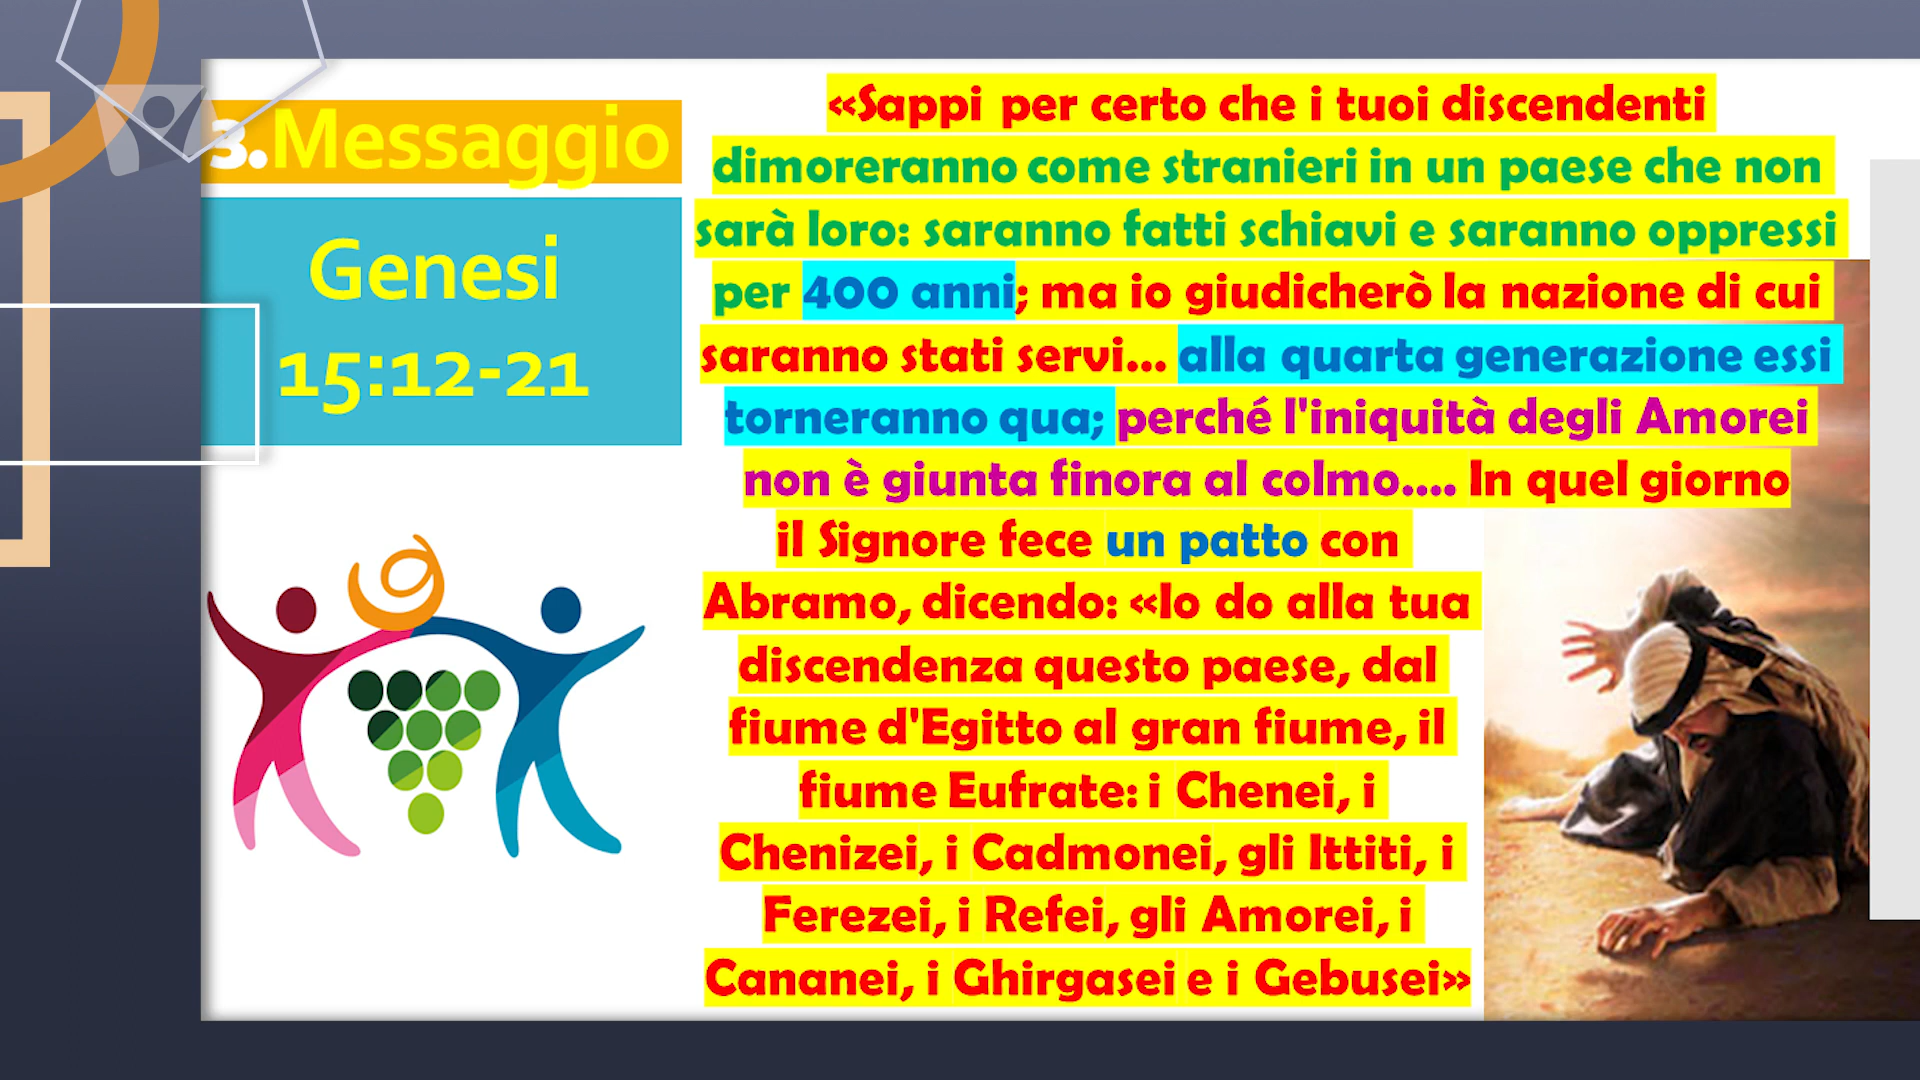 3.Messaggio
Genesi
15:12-21
«Sappi per certo che i tuoi discendenti
dimoreranno come stranieri in un paese che non
sarà loro: saranno fatti schiavi e saranno oppressi
per 400 anni; ma io giudicherò la nazione di cui
saranno stati servi... alla quarta generazione essi
torneranno qua; perché l'iniquità degli Amorei
non è giunta finora al colmo.... In quel giorno
il Signore fece un patto con
Abramo, dicendo: «Io do alla tua
discendenza questo paese, dal
fiume d'Egitto al gran fiume, il
fiume Eufrate: i Chenei, i
Chenizei, i Cadmonei, gli Ittiti, i
Ferezei, i Refei, gli Amorei, i
Cananei, i Ghirgasei e i Gebusei»